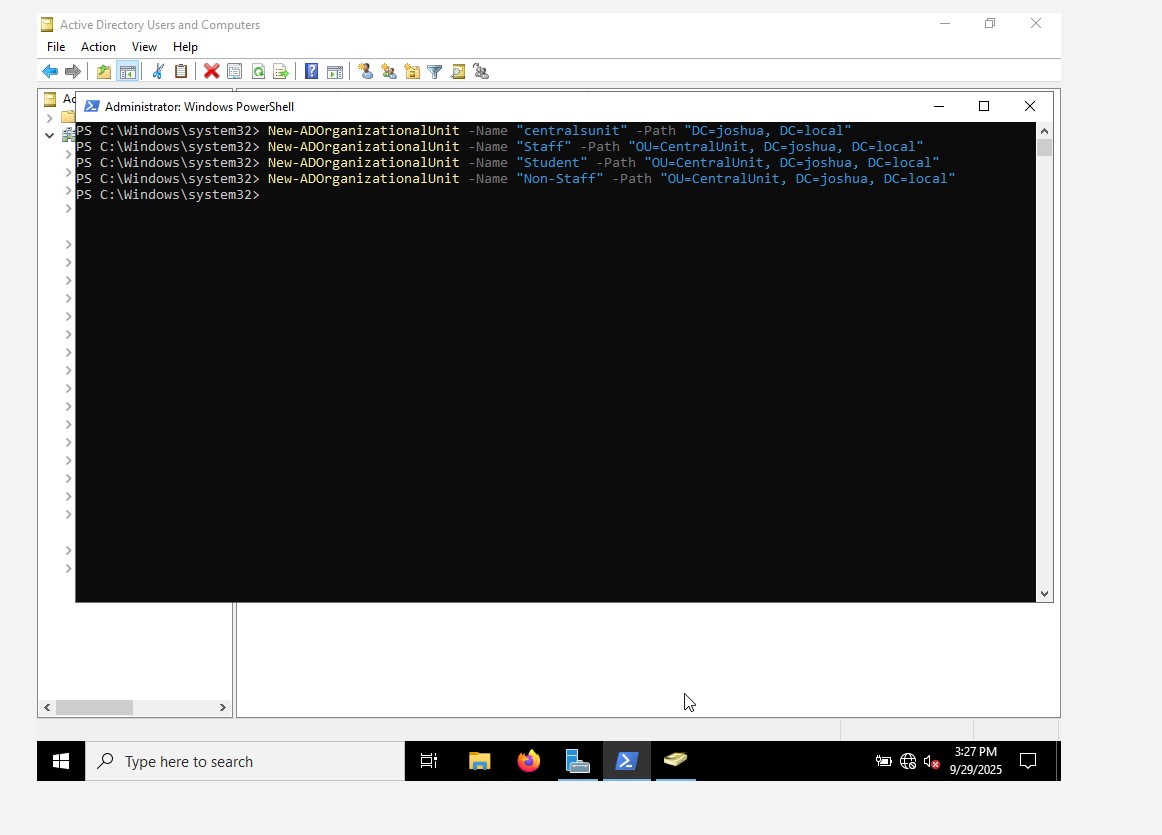 Active Directory Users and Computers
File Action View Help
Ac
Administrator: Windows PowerShell
PS C:\Windows\system32> New-ADOrganizationalUnit -Name "centralsunit" -Path "DC=joshua, DC=local"
PS C:\Windows\system32> New-ADOrganizationalUnit -Name "Staff" -Path "OU=CentralUnit, DC=joshua, DC=local"
PS C:\Windows\system32> New-ADOrganizationalUnit -Name "Student" -Path "OU=CentralUnit, DC=joshua, DC=local"
PS C:\Windows\system32> New-ADOrganizationalUnit -Name "Non-Staff" -Path "OU=CentralUnit, DC=joshua, DC=local"
PS C:\Windows\system32>
Type here to search
3:27 PM
9/29/2025